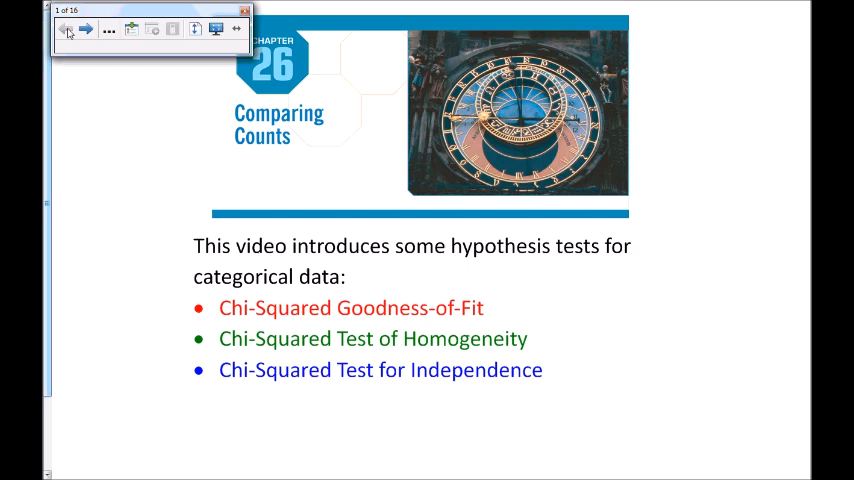 1 of 16
CHAPTER
26
Comparing
Counts
This video introduces some hypothesis tests for
categorical data:
• Chi-Squared Goodness-of-Fit
• Chi-Squared Test of Homogeneity
• Chi-Squared Test for Independence